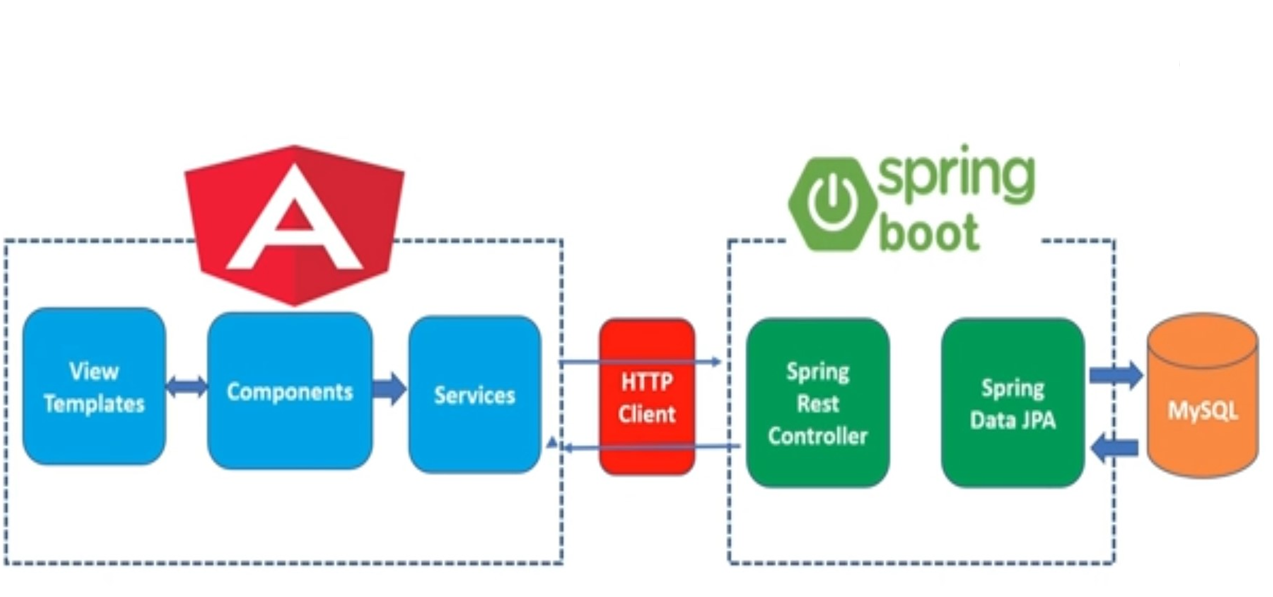 spring
boot
View
Templates
Components
Services
HTTP
Client
Spring
Rest
Controller
Spring
Data JPA
MySQL